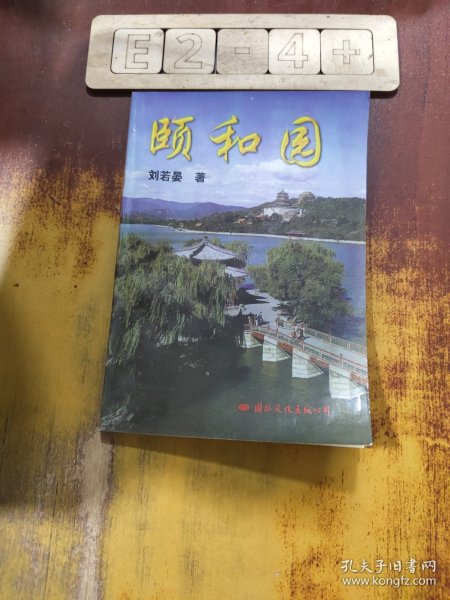 E2-4+
颐和园
刘若晏 著
国际文化出版公司
孔夫子旧书网
www.kongfz.com